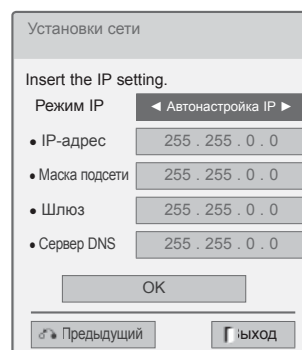 Установки сети
Insert the IP setting.
Режим IP ◄ Автонастройка IP ►
• IP-адрес 255 . 255 . 0 . 0
• Маска подсети 255 . 255 . 0 . 0
• Шлюз 255 . 255 . 0 . 0
• Сервер DNS 255 . 255 . 0 . 0
OK
Предыдущий Выход